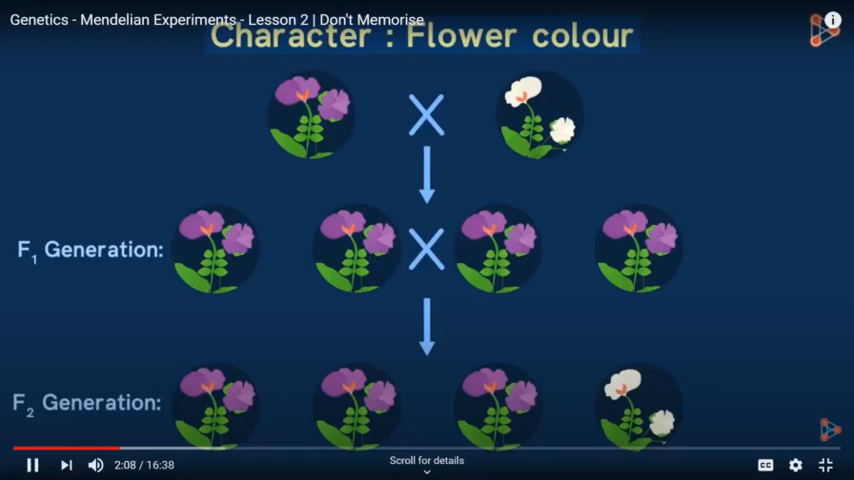 Genetics - Mendelian Experiments - Lesson 2 | Don't Memorise
Character : Flower colour
F₁ Generation:
F₂ Generation:
2:08 / 16:38
Scroll for details
CC